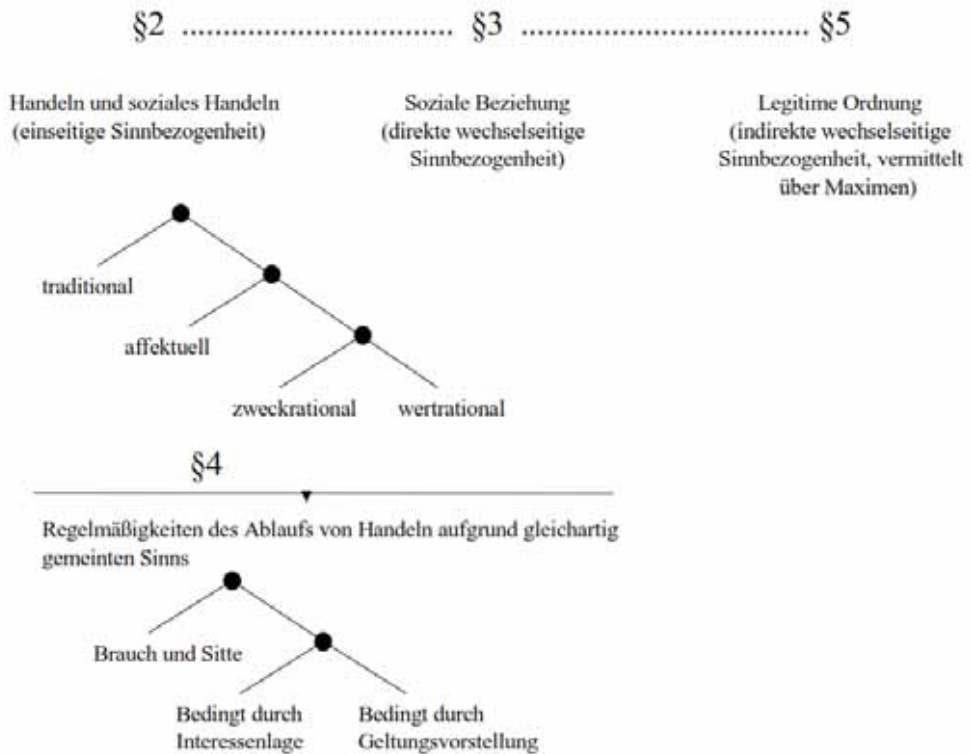 §2 ........................................ §3 .......................................... §5
Handeln und soziales Handeln
(einseitige Sinnbezogenheit)
Soziale Beziehung
(direkte wechselseitige
Sinnbezogenheit)
Legitime Ordnung
(indirekte wechselseitige
Sinnbezogenheit, vermittelt
über Maximen)
traditional
affektuell
zweckrational
wertrational
§4
Regelmäßigkeiten des Ablaufs von Handeln aufgrund gleichartig
gemeinten Sinns
Brauch und Sitte
Bedingt durch
Interessenlage
Bedingt durch
Geltungsvorstellung